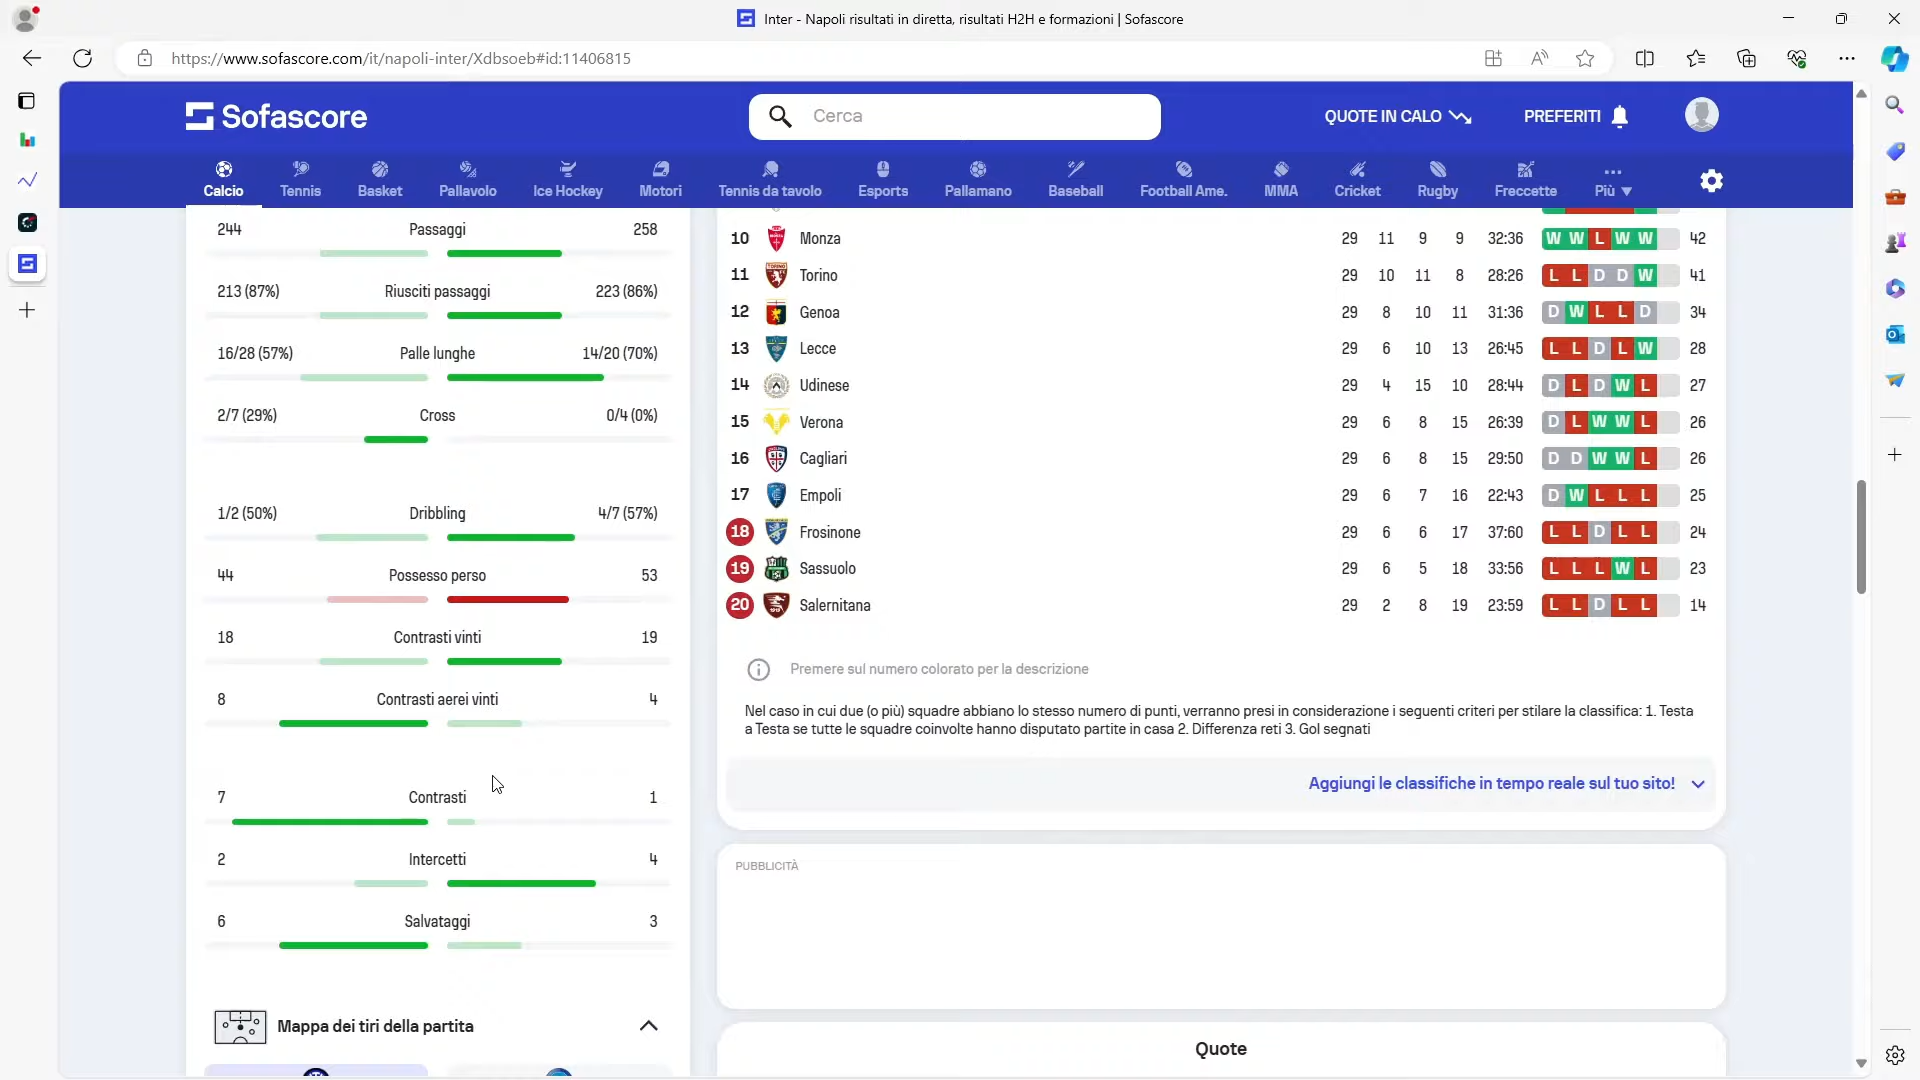 Inter - Napoli risultati in diretta, risultati H2H e formazioni | Sofascore
https://www.sofascore.com/it/napoli-inter/Xdbsoeb#id:11406815
Sofascore
Cerca
QUOTE IN CALO
PREFERITI
Calcio
Tennis
Basket
Pallavolo
Ice Hockey
Motori
Tennis da tavolo
Esports
Pallamano
Baseball
Football Ame.
MMA
Cricket
Rugby
Freccette
Più
244 Passaggi 258
213 (87%) Riusciti passaggi 223 (86%)
16/28 (57%) Palle lunghe 14/20 (70%)
2/7 (29%) Cross 0/4 (0%)
1/2 (50%) Dribbling 4/7 (57%)
44 Possesso perso 53
18 Contrasti vinti 19
8 Contrasti aerei vinti 4
7 Contrasti 1
2 Intercetti 4
6 Salvataggi 3
Mappa dei tiri della partita
10 Monza 29 11 9 9 32:36 W W L W W 42
11 Torino 29 10 11 8 28:26 L L D D W 41
12 Genoa 29 8 10 11 31:36 D W L L D 34
13 Lecce 29 6 10 13 26:45 L L D L W 28
14 Udinese 29 4 15 10 28:44 D L D W L 27
15 Verona 29 6 8 15 26:39 D L W W L 26
16 Cagliari 29 6 8 15 29:50 D D W W L 26
17 Empoli 29 6 7 16 22:43 D W L L L 25
18 Frosinone 29 6 6 17 37:60 L L D L L 24
19 Sassuolo 29 6 5 18 33:56 L L L W L 23
20 Salernitana 29 2 8 19 23:59 L L D L L 14
Premere sul numero colorato per la descrizione
Nel caso in cui due (o più) squadre abbiano lo stesso numero di punti, verranno presi in considerazione i seguenti criteri per stilare la classifica: 1. Testa
a Testa se tutte le squadre coinvolte hanno disputato partite in casa 2. Differenza reti 3. Gol segnati
Aggiungi le classifiche in tempo reale sul tuo sito!
PUBBLICITÀ
Quote